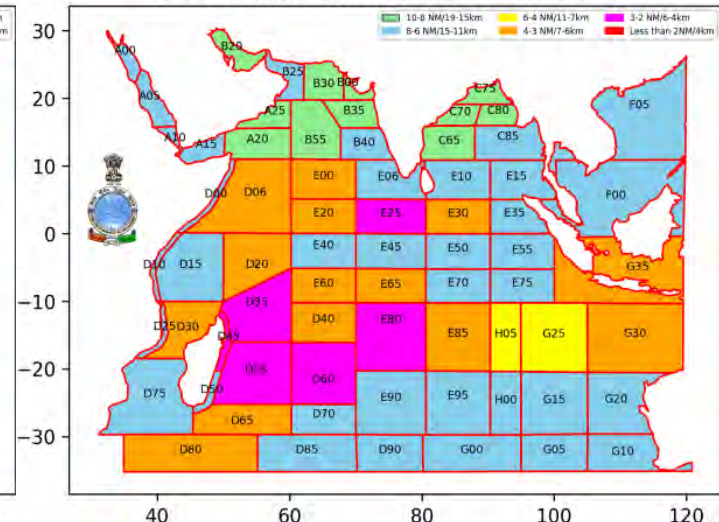 10-8 NM/19-15km 6-4 NM/11-7km 3-2 NM/6-4km
8-6 NM/15-11km 4-3 NM/7-6km Less than 2NM/4km
30
20
10
0
−10
−20
−30
40 60 80 100 120
A00 B20 B25 B30 B00
A05 A25 B35 C75 F05
A10 A15 A20 B55 B40 C70 C80
C65 C85
D00 D06 E00 E06 E10 E15 F00
E20 E25 E30 E35
D10 D15 D20 E40 E45 E50 E55 G35
E60 E65 E70 E75
D25 D30 D35 D40 E80 E85 H05 G25 G30
D45
D50 D55 D60
D75 D65 D70 E90 E95 H00 G15 G20
D80 D85 D90 G00 G05 G10